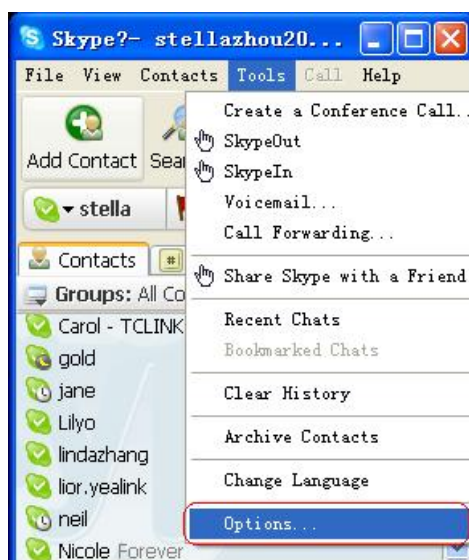 Skype?- stellazhou20...
File View Contacts Tools Call Help
Add Contact Sea
stella
Contacts #
Groups: All Co
Carol - TCLINK
gold
jane
Lilyo
lindazhang
lior.yealink
neil
Nicole Forever
Create a Conference Call..
SkypeOut
SkypeIn
Voicemail...
Call Forwarding...
Share Skype with a Friend
Recent Chats
Bookmarked Chats
Clear History
Archive Contacts
Change Language
Options...